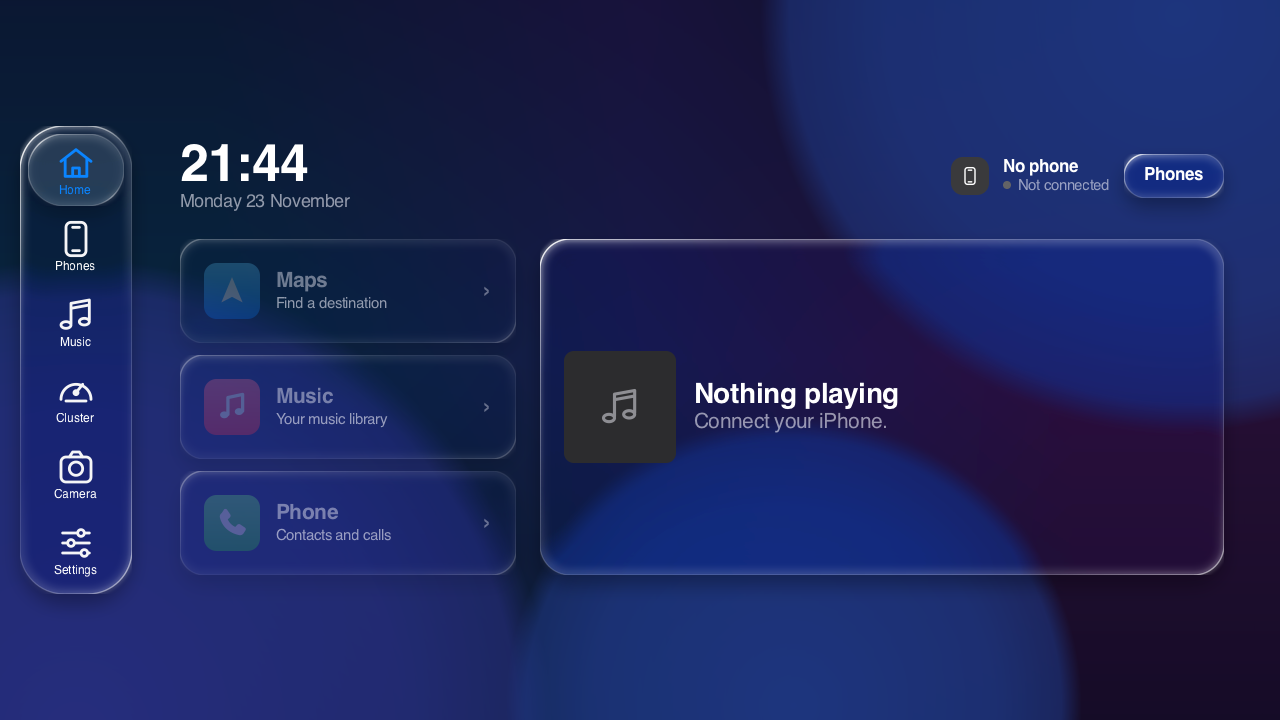 21:44
Monday 23 November
No phone
Not connected
Phones
Home
Phones
Music
Cluster
Camera
Settings
Maps
Find a destination
Music
Your music library
Phone
Contacts and calls
Nothing playing
Connect your iPhone.